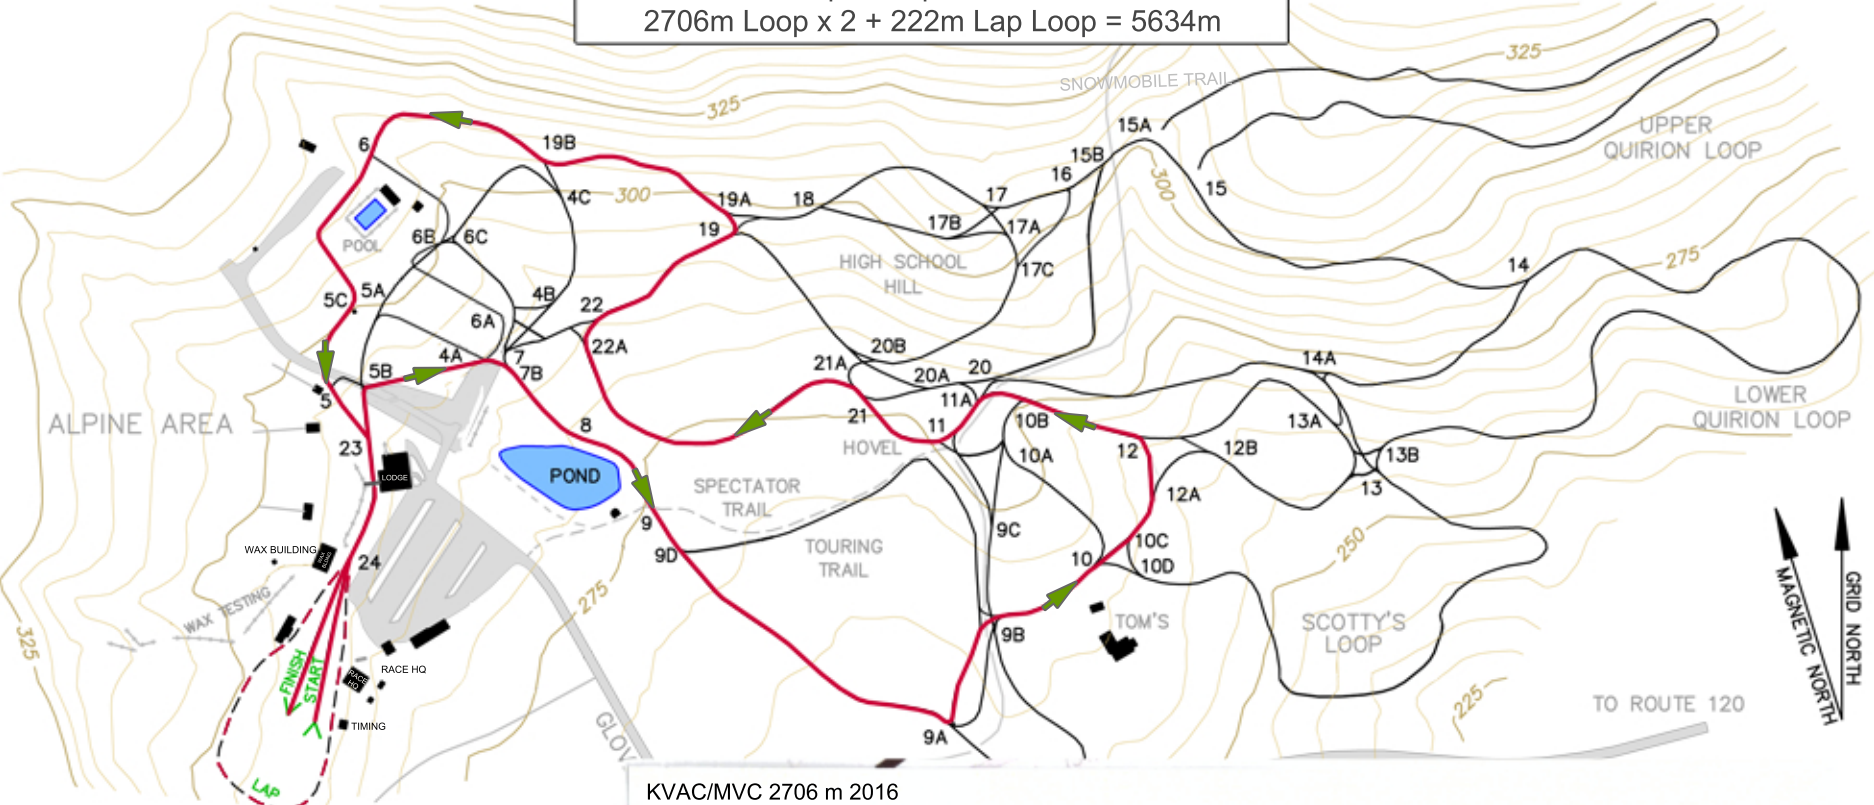 2706m Loop x 2 + 222m Lap Loop = 5634m
325
SNOWMOBILE TRAIL
325
UPPER
QUIRION LOOP
15A
15B
6
19B
4C
300
19A
18
17
16
300
15
POOL
6B
6C
19
17B
17A
17C
HIGH SCHOOL
HILL
14
275
5C
5A
4B
22
6A
22A
4A
7
7B
5B
5
21A
20B
20A
20
14A
LOWER
QUIRION LOOP
ALPINE AREA
23
8
21
11
11A
10B
10A
12
12B
13A
13B
13
HOVEL
LODGE
POND
SPECTATOR
TRAIL
12A
9
9D
9C
TOURING
TRAIL
10
10C
10D
250
WAX BUILDING
24
WAX TESTING
275
325
9B
TOM'S
SCOTTY'S
LOOP
MAGNETIC NORTH
GRID NORTH
FINISH
START
RACE HQ
RACE
HQ
TIMING
LAP
GLOV
9A
225
TO ROUTE 120
KVAC/MVC 2706 m 2016